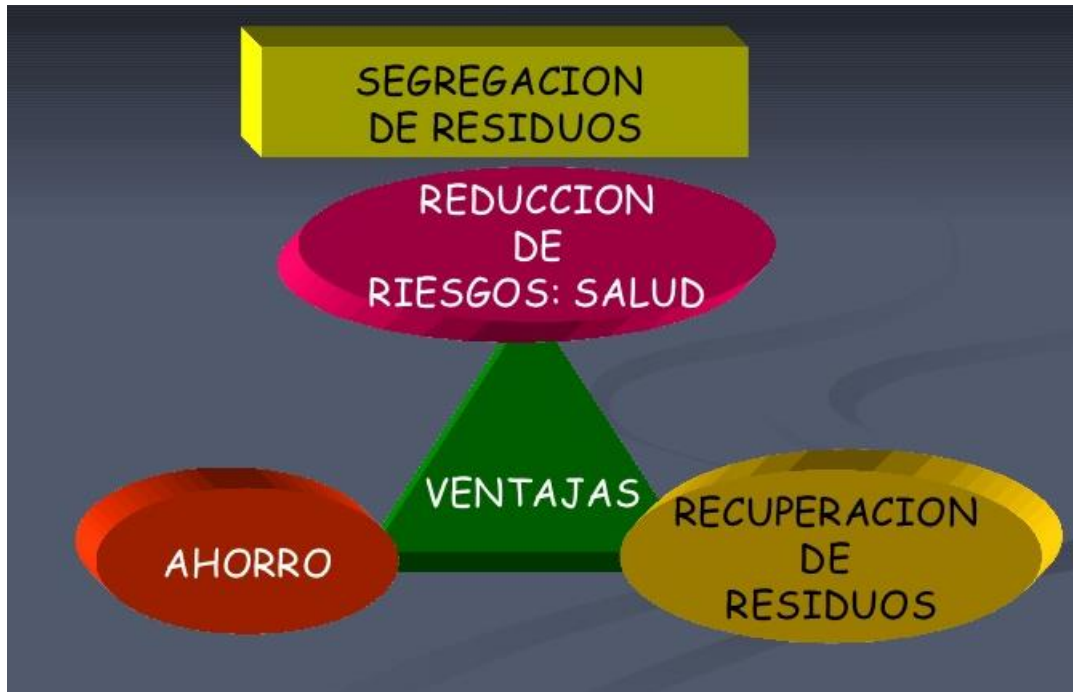 SEGREGACION
DE RESIDUOS
REDUCCION
DE
RIESGOS: SALUD
VENTAJAS
AHORRO
RECUPERACION
DE
RESIDUOS